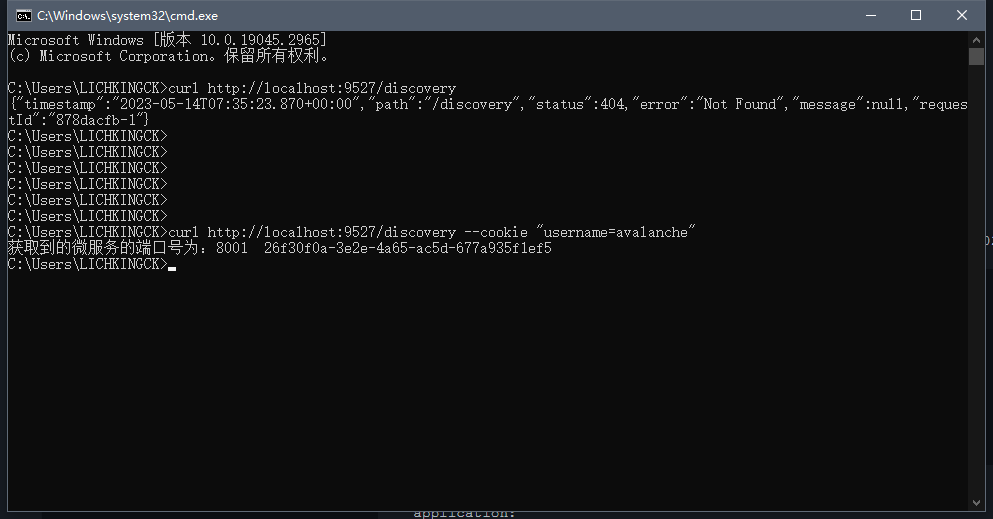 C:\Windows\system32\cmd.exe
Microsoft Windows [版本 10.0.19045.2965]
(c) Microsoft Corporation。保留所有权利。
C:\Users\LICHKINGCK>curl http://localhost:9527/discovery
{"timestamp":"2023-05-14T07:35:23.870+00:00","path":"/discovery","status":404,"error":"Not Found","message":null,"reques
tId":"878dacfb-1"}
C:\Users\LICHKINGCK>
C:\Users\LICHKINGCK>
C:\Users\LICHKINGCK>
C:\Users\LICHKINGCK>
C:\Users\LICHKINGCK>
C:\Users\LICHKINGCK>
C:\Users\LICHKINGCK>curl http://localhost:9527/discovery --cookie "username=avalanche"
获取到的微服务的端口号为：8001  26f30f0a-3e2e-4a65-ac5d-677a935f1ef5
C:\Users\LICHKINGCK>
application: